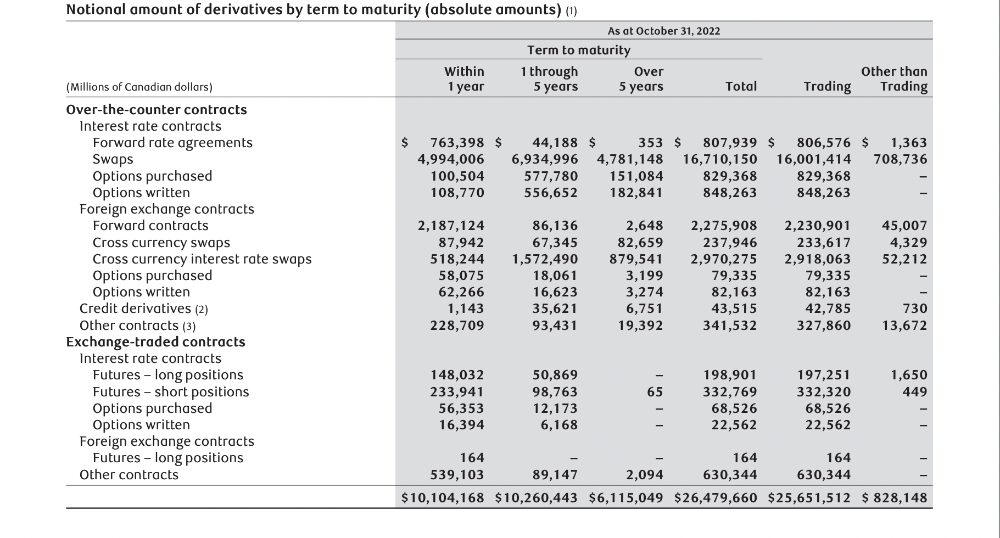 Notional amount of derivatives by term to maturity (absolute amounts) (1)
As at October 31, 2022
Term to maturity
(Millions of Canadian dollars) Within 1 year 1 through 5 years Over 5 years Total Trading Other than Trading
Over-the-counter contracts
Interest rate contracts
Forward rate agreements $ 763,398 $ 44,188 $ 353 $ 807,939 $ 806,576 $ 1,363
Swaps 4,994,006 6,934,996 4,781,148 16,710,150 16,001,414 708,736
Options purchased 100,504 577,780 151,084 829,368 829,368 –
Options written 108,770 556,652 182,841 848,263 848,263 –
Foreign exchange contracts
Forward contracts 2,187,124 86,136 2,648 2,275,908 2,230,901 45,007
Cross currency swaps 87,942 67,345 82,659 237,946 233,617 4,329
Cross currency interest rate swaps 518,244 1,572,490 879,541 2,970,275 2,918,063 52,212
Options purchased 58,075 18,061 3,199 79,335 79,335 –
Options written 62,266 16,623 3,274 82,163 82,163 –
Credit derivatives (2) 1,143 35,621 6,751 43,515 42,785 730
Other contracts (3) 228,709 93,431 19,392 341,532 327,860 13,672
Exchange-traded contracts
Interest rate contracts
Futures – long positions 148,032 50,869 – 198,901 197,251 1,650
Futures – short positions 233,941 98,763 65 332,769 332,320 449
Options purchased 56,353 12,173 – 68,526 68,526 –
Options written 16,394 6,168 – 22,562 22,562 –
Foreign exchange contracts
Futures – long positions 164 – – 164 164 –
Other contracts 539,103 89,147 2,094 630,344 630,344 –
$10,104,168 $10,260,443 $6,115,049 $26,479,660 $25,651,512 $ 828,148